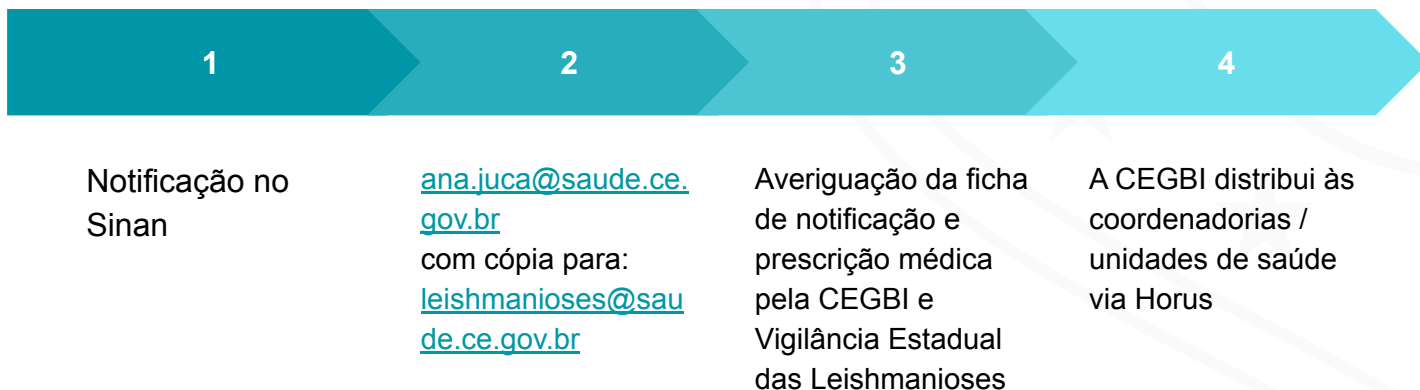 1
2
3
4
Notificação no
Sinan
ana.juca@saude.ce.
gov.br
com cópia para:
leishmanioses@sau
de.ce.gov.br
Averiguação da ficha
de notificação e
prescrição médica
pela CEGBI e
Vigilância Estadual
das Leishmanioses
A CEGBI distribui às
coordenadorias /
unidades de saúde
via Horus